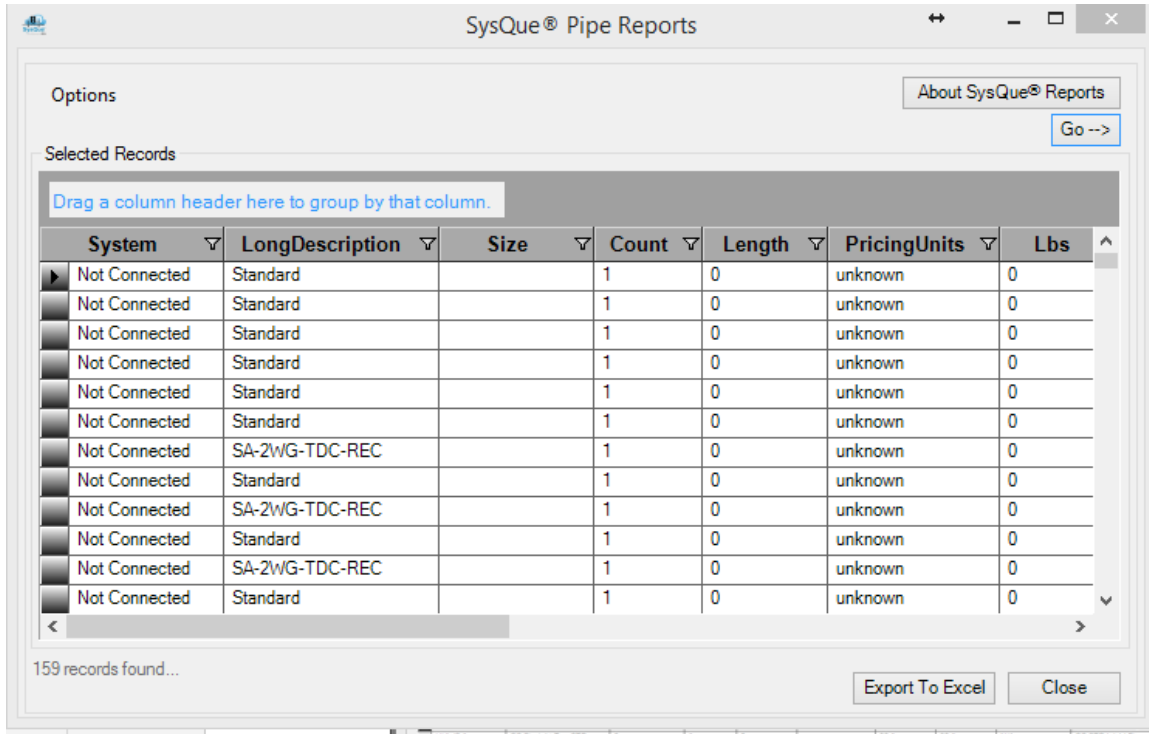 SysQue® Pipe Reports
Options
About SysQue® Reports
Go -->
Selected Records
Drag a column header here to group by that column.
System LongDescription Size Count Length PricingUnits Lbs
Not Connected Standard 1 0 unknown 0
Not Connected Standard 1 0 unknown 0
Not Connected Standard 1 0 unknown 0
Not Connected Standard 1 0 unknown 0
Not Connected Standard 1 0 unknown 0
Not Connected Standard 1 0 unknown 0
Not Connected SA-2WG-TDC-REC 1 0 unknown 0
Not Connected Standard 1 0 unknown 0
Not Connected SA-2WG-TDC-REC 1 0 unknown 0
Not Connected Standard 1 0 unknown 0
Not Connected SA-2WG-TDC-REC 1 0 unknown 0
Not Connected Standard 1 0 unknown 0
159 records found...
Export To Excel Close